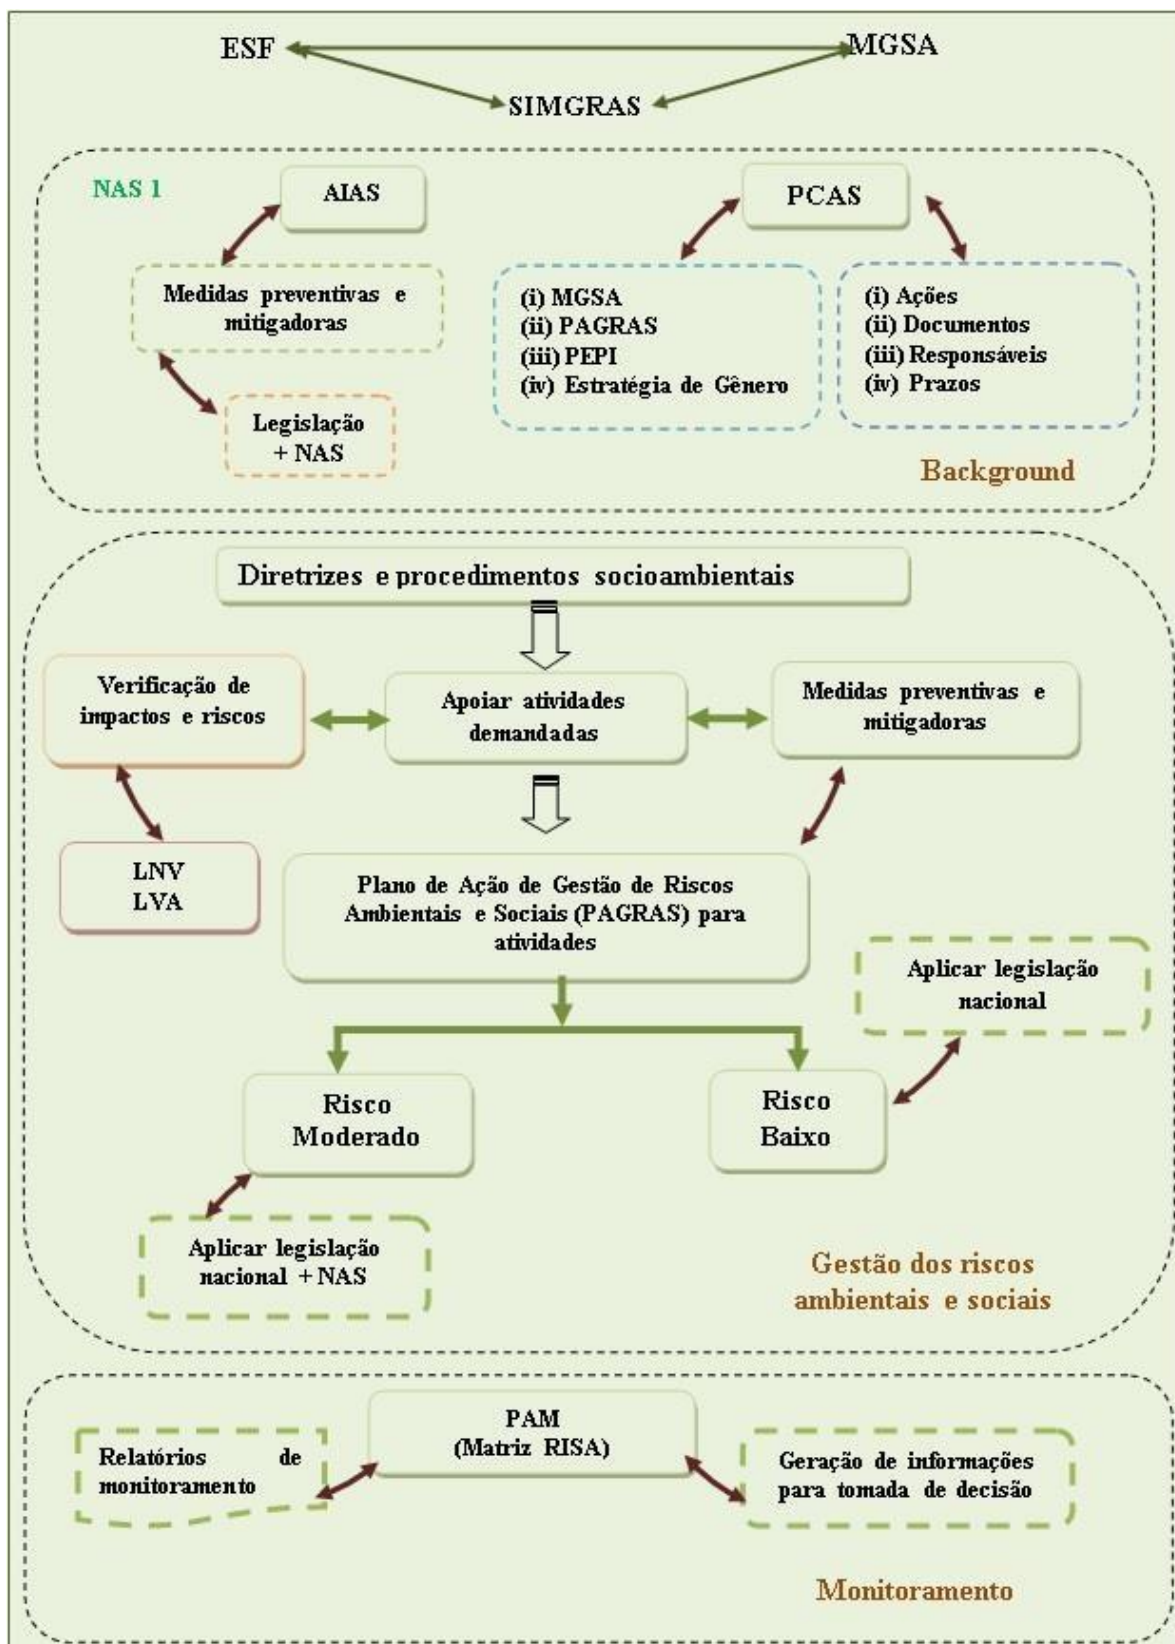 ESF
MGSA
SIMGRAS
NAS 1
AIAS
PCAS
Medidas preventivas e
mitigadoras
(i) MGSA
(ii) PAGRAS
(iii) PEPI
(iv) Estratégia de Gênero
(i) Ações
(ii) Documentos
(iii) Responsáveis
(iv) Prazos
Legislação
+ NAS
Background
Diretrizes e procedimentos socioambientais
Verificação de
impactos e riscos
Apoiar atividades
demandadas
Medidas preventivas e
mitigadoras
LNV
LVA
Plano de Ação de Gestão de Riscos
Ambientais e Sociais (PAGRAS) para
atividades
Aplicar legislação
nacional
Risco
Moderado
Risco
Baixo
Aplicar legislação
nacional + NAS
Gestão dos riscos
ambientais e sociais
PAM
(Matriz RISA)
Relatórios de
monitoramento
Geração de informações
para tomada de decisão
Monitoramento